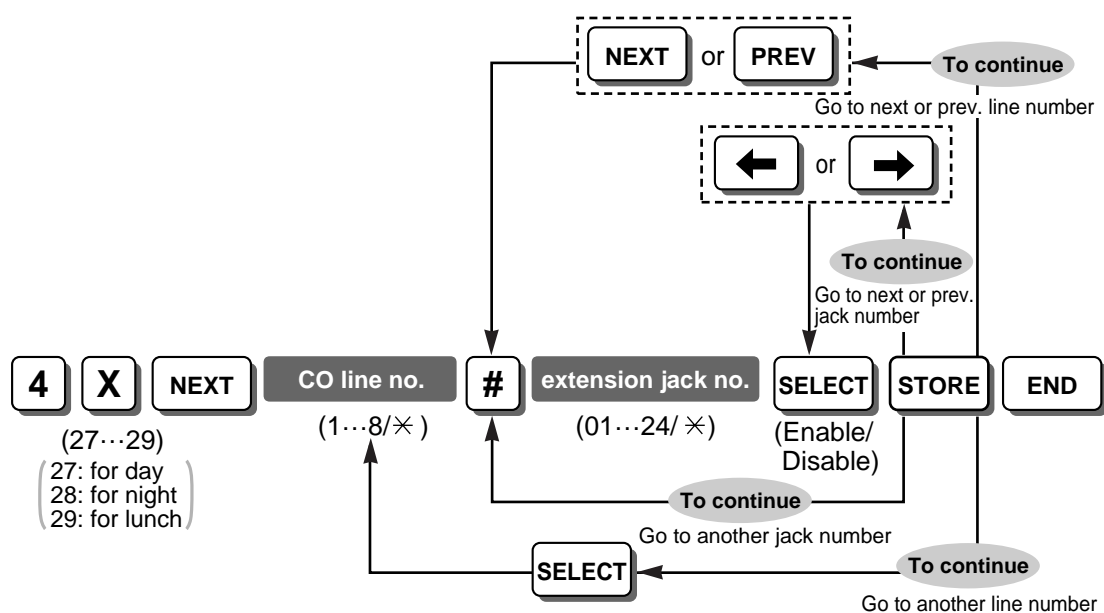 NEXT or PREV
To continue
Go to next or prev. line number
← or →
To continue
Go to next or prev.
jack number
4 X NEXT CO line no. # extension jack no. SELECT STORE END
(27⋯29)
27: for day
28: for night
29: for lunch
(1⋯8/✳)
(01⋯24/✳)
(Enable/
Disable)
To continue
Go to another jack number
SELECT
To continue
Go to another line number